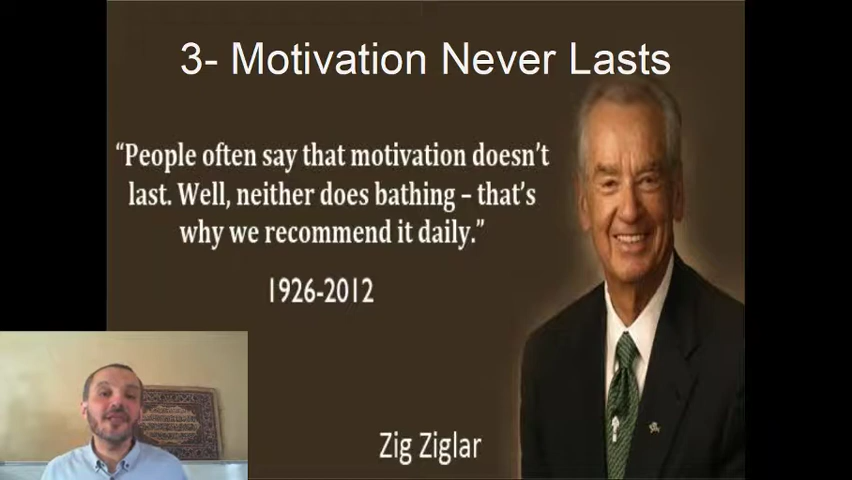 3- Motivation Never Lasts
“People often say that motivation doesn’t
last. Well, neither does bathing – that’s
why we recommend it daily.”
1926-2012
Zig Ziglar